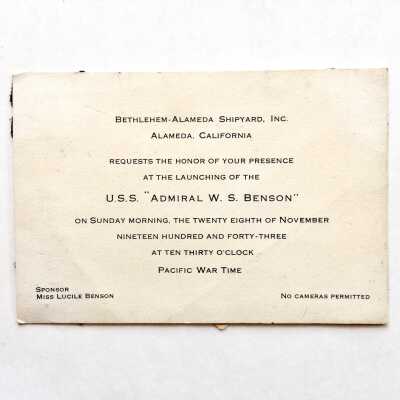 Bethlehem-Alameda Shipyard, Inc.
Alameda, California
requests the honor of your presence
at the launching of the
U.S.S. "Admiral W. S. Benson"
on Sunday morning, the twenty eighth of November
nineteen hundred and forty-three
at ten thirty o'clock
Pacific War Time
Sponsor
Miss Lucile Benson
No cameras permitted